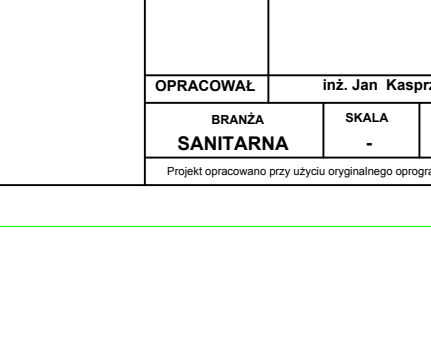 OPRACOWAŁ inż. Jan
BRANŻA SKALA
SANITARNA -
Projekt opracowano przy użyciu oryginalnego